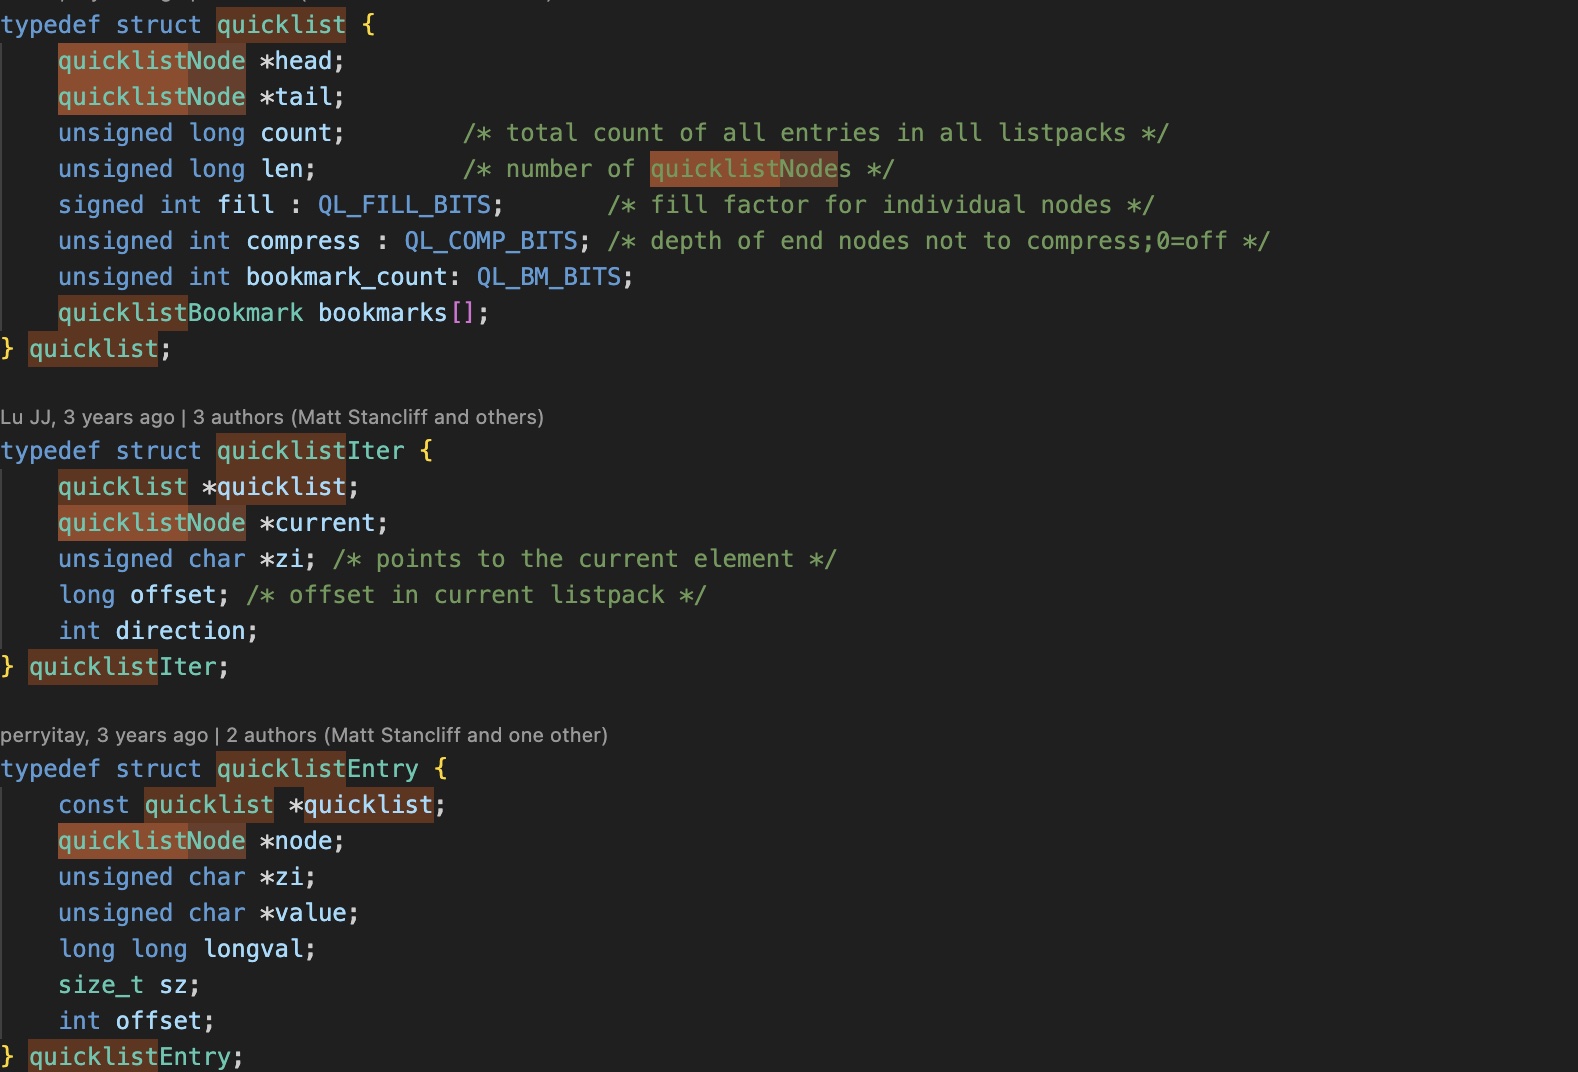 typedef struct quicklist {
    quicklistNode *head;
    quicklistNode *tail;
    unsigned long count;        /* total count of all entries in all listpacks */
    unsigned long len;          /* number of quicklistNodes */
    signed int fill : QL_FILL_BITS;       /* fill factor for individual nodes */
    unsigned int compress : QL_COMP_BITS; /* depth of end nodes not to compress;0=off */
    unsigned int bookmark_count: QL_BM_BITS;
    quicklistBookmark bookmarks[];
} quicklist;
Lu JJ, 3 years ago | 3 authors (Matt Stancliff and others)
typedef struct quicklistIter {
    quicklist *quicklist;
    quicklistNode *current;
    unsigned char *zi; /* points to the current element */
    long offset; /* offset in current listpack */
    int direction;
} quicklistIter;
perryitay, 3 years ago | 2 authors (Matt Stancliff and one other)
typedef struct quicklistEntry {
    const quicklist *quicklist;
    quicklistNode *node;
    unsigned char *zi;
    unsigned char *value;
    long long longval;
    size_t sz;
    int offset;
} quicklistEntry;